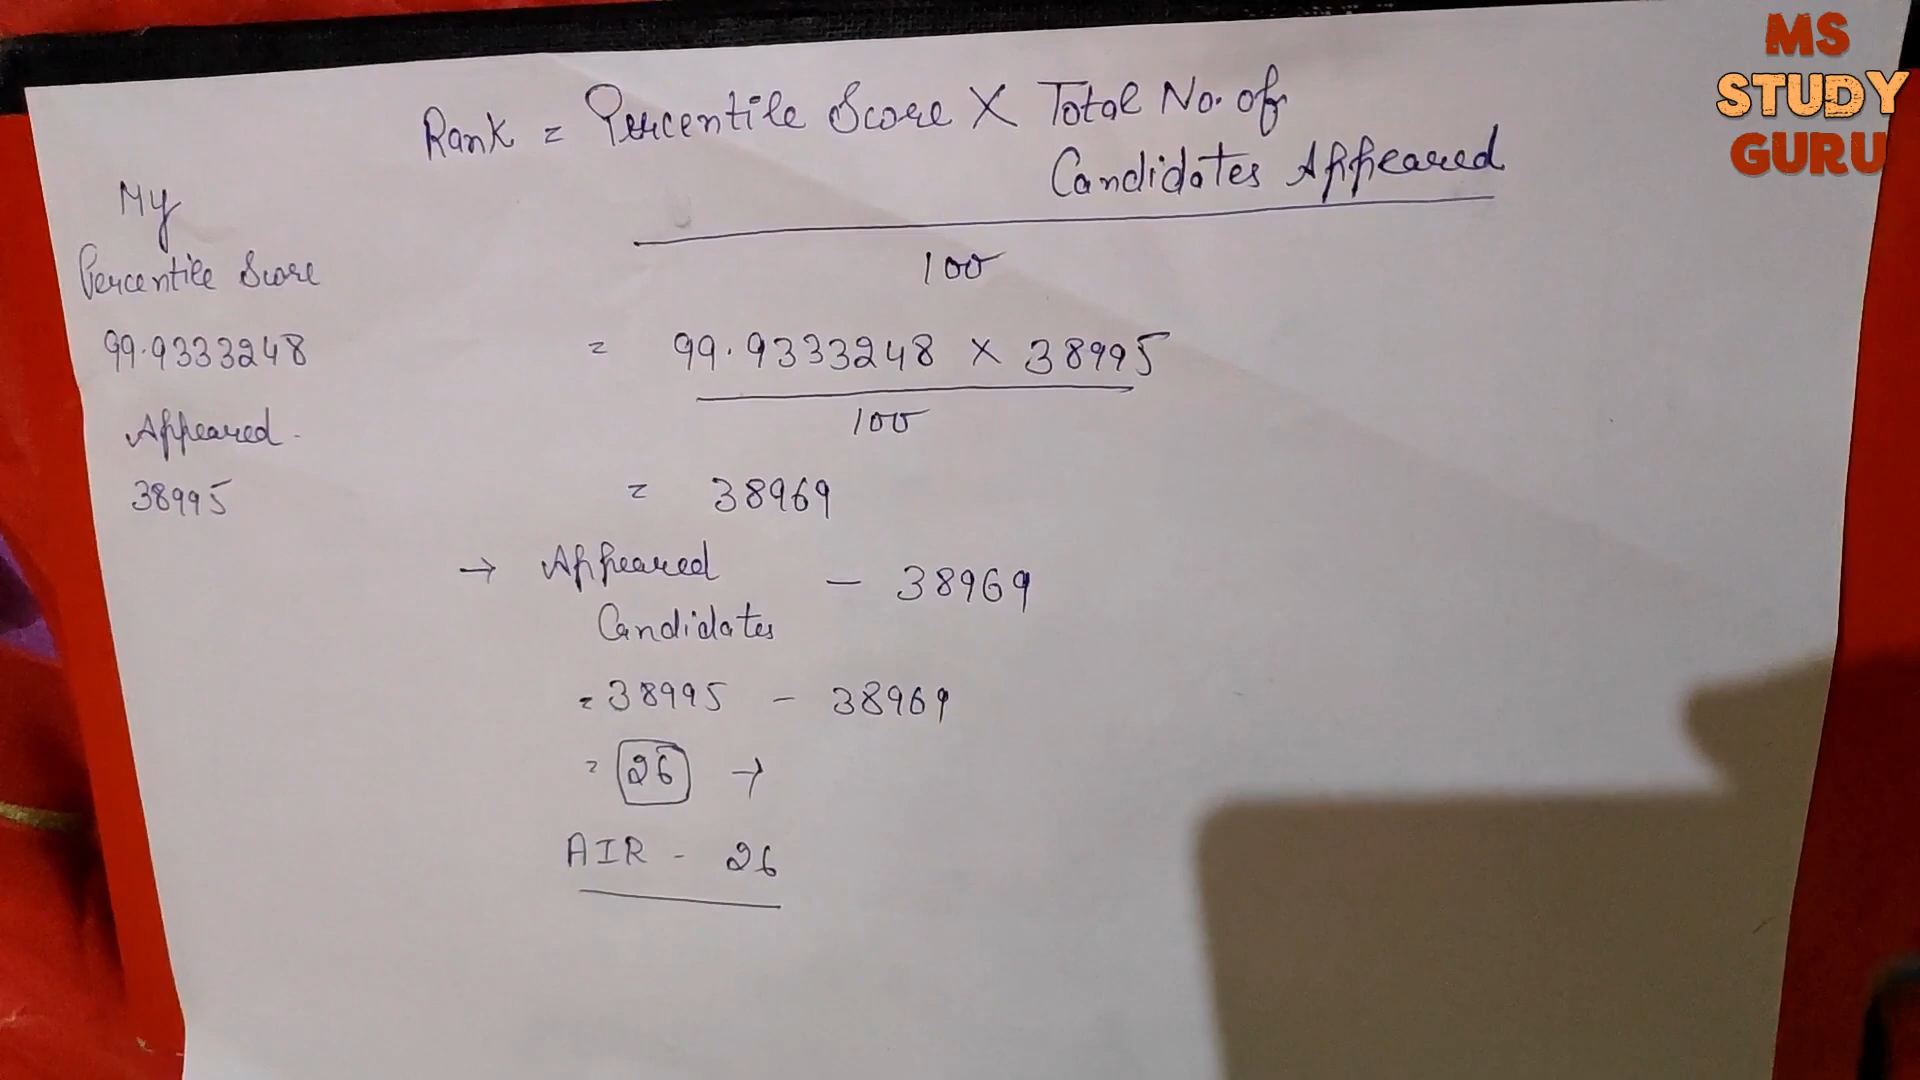 MS
STUDY
GURU
Rank = Percentile Score X Total No. of
Candidates Appeared
100
My
Percentile Score
99.9333248
Appeared -
38995
= 99.9333248 X 38995
100
= 38969
→ Appeared
Candidates
- 38969
= 38995 - 38969
= 26 →
AIR - 26